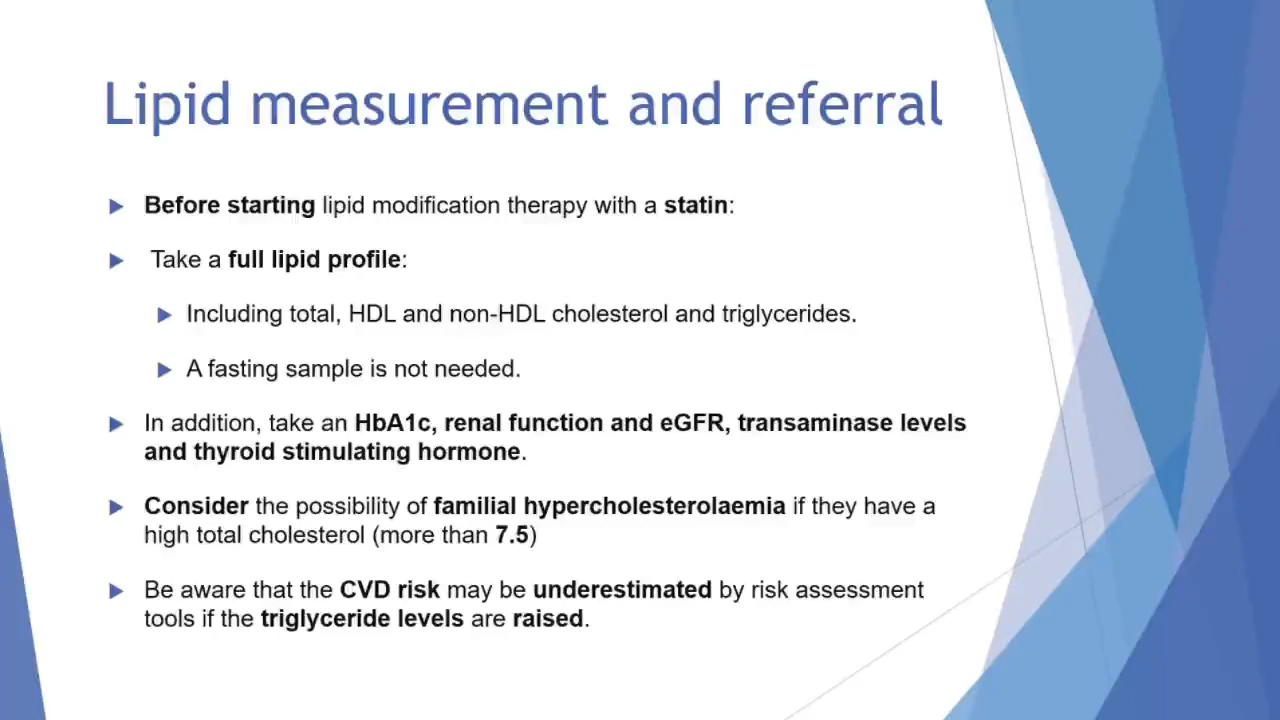 Lipid measurement and referral
Before starting lipid modification therapy with a statin:
Take a full lipid profile:
Including total, HDL and non-HDL cholesterol and triglycerides.
A fasting sample is not needed.
In addition, take an HbA1c, renal function and eGFR, transaminase levels
and thyroid stimulating hormone.
Consider the possibility of familial hypercholesterolaemia if they have a
high total cholesterol (more than 7.5)
Be aware that the CVD risk may be underestimated by risk assessment
tools if the triglyceride levels are raised.